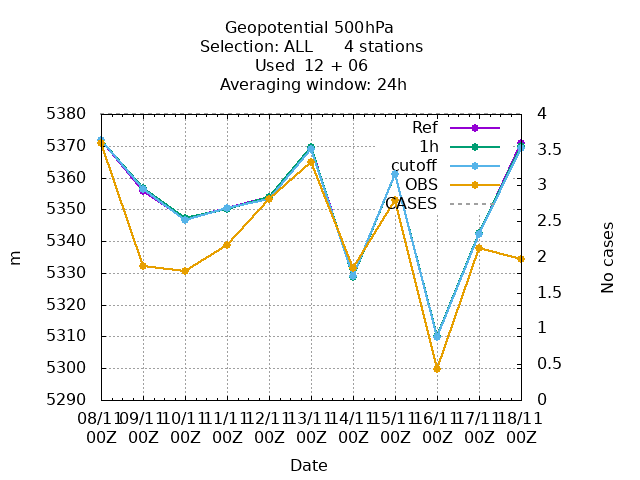 Geopotential 500hPa
Selection: ALL 4 stations
Used 12 + 06
Averaging window: 24h
5380
5370
5360
5350
5340
5330
5320
5310
5300
5290
m
4
3.5
3
2.5
2
1.5
1
0.5
0
No cases
Ref
1h
cutoff
OBS
CASES
08/11 09/11 10/11 11/11 12/11 13/11 14/11 15/11 16/11 17/11 18/11
00Z 00Z 00Z 00Z 00Z 00Z 00Z 00Z 00Z 00Z 00Z
Date